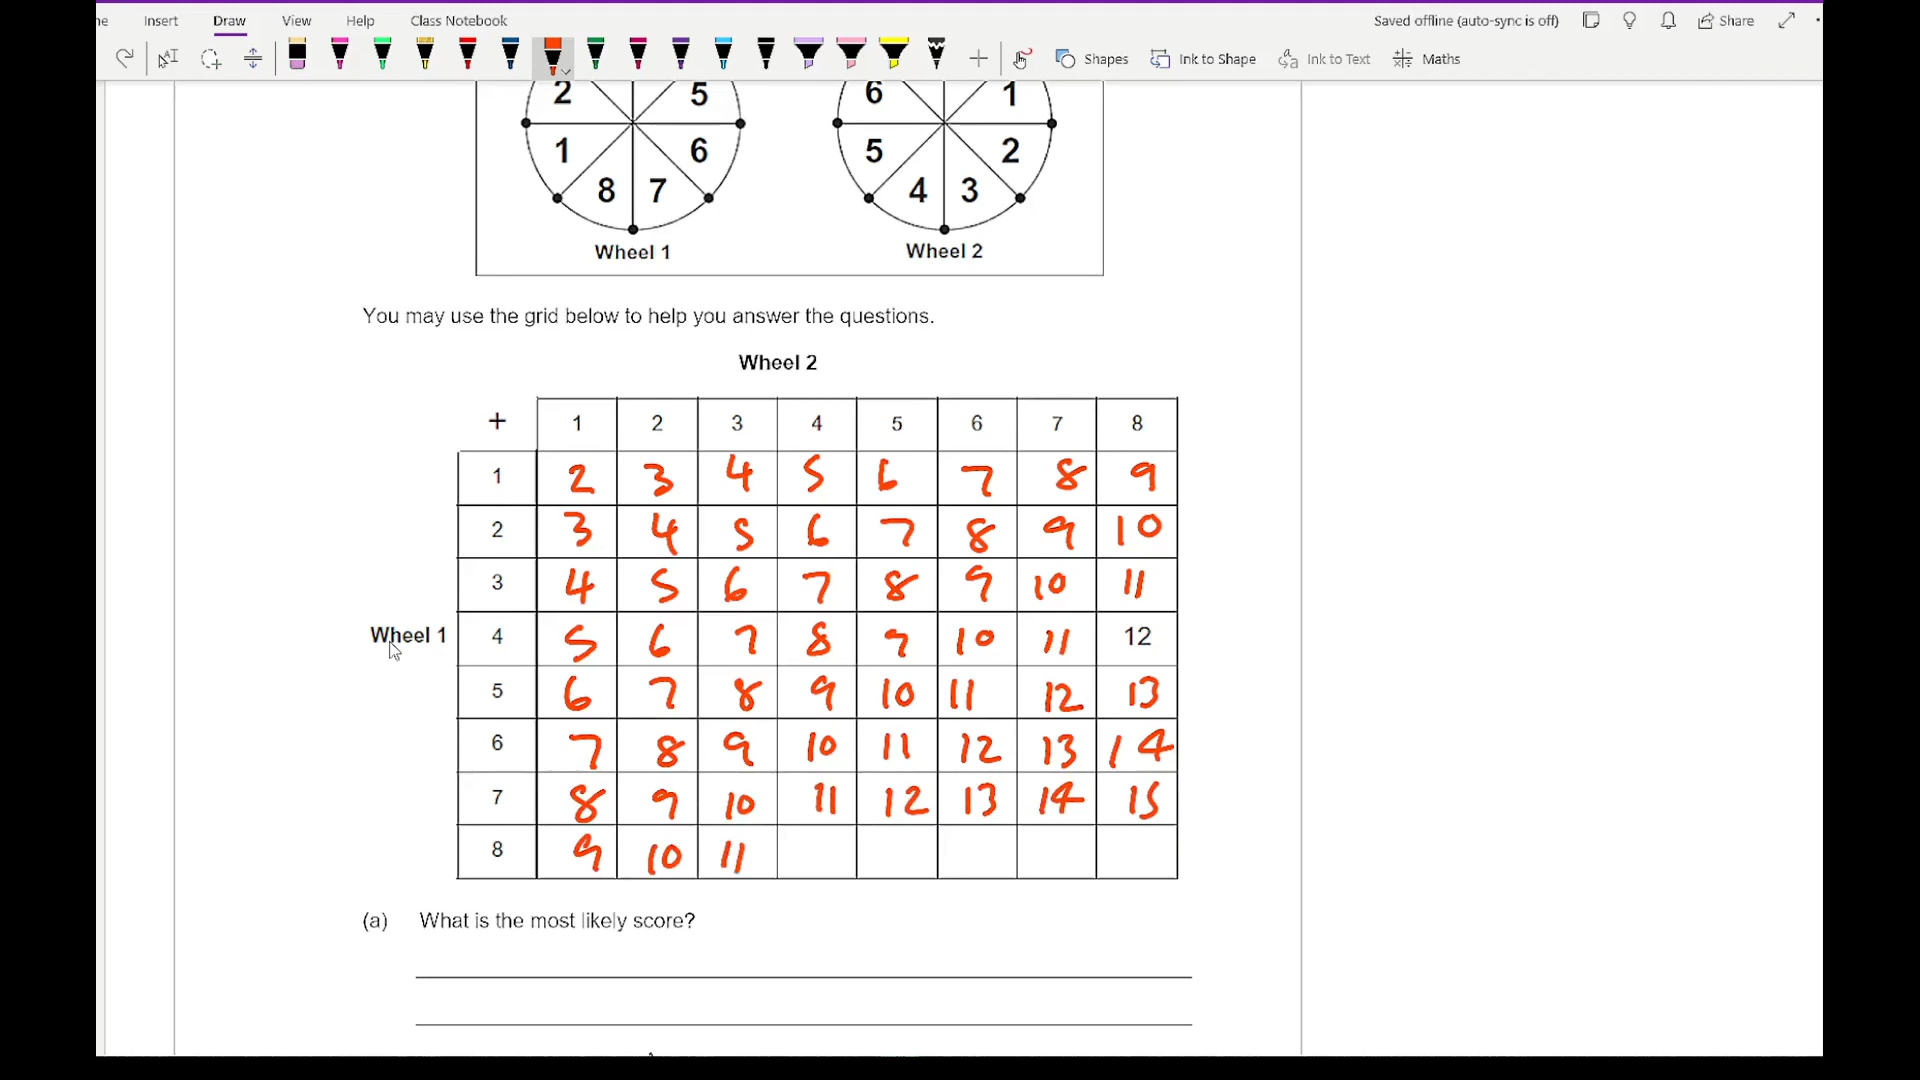 Insert Draw View Help Class Notebook Saved offline (auto-sync is off) Share
Shapes Ink to Shape Ink to Text Maths
2 5 6 1
1 6 5 2
8 7 4 3
Wheel 1 Wheel 2
You may use the grid below to help you answer the questions.
Wheel 2
+ 1 2 3 4 5 6 7 8
1 2 3 4 5 6 7 8 9
2 3 4 5 6 7 8 9 10
3 4 5 6 7 8 9 10 11
Wheel 1 4 5 6 7 8 9 10 11 12
5 6 7 8 9 10 11 12 13
6 7 8 9 10 11 12 13 14
7 8 9 10 11 12 13 14 15
8 9 10 11
(a) What is the most likely score?